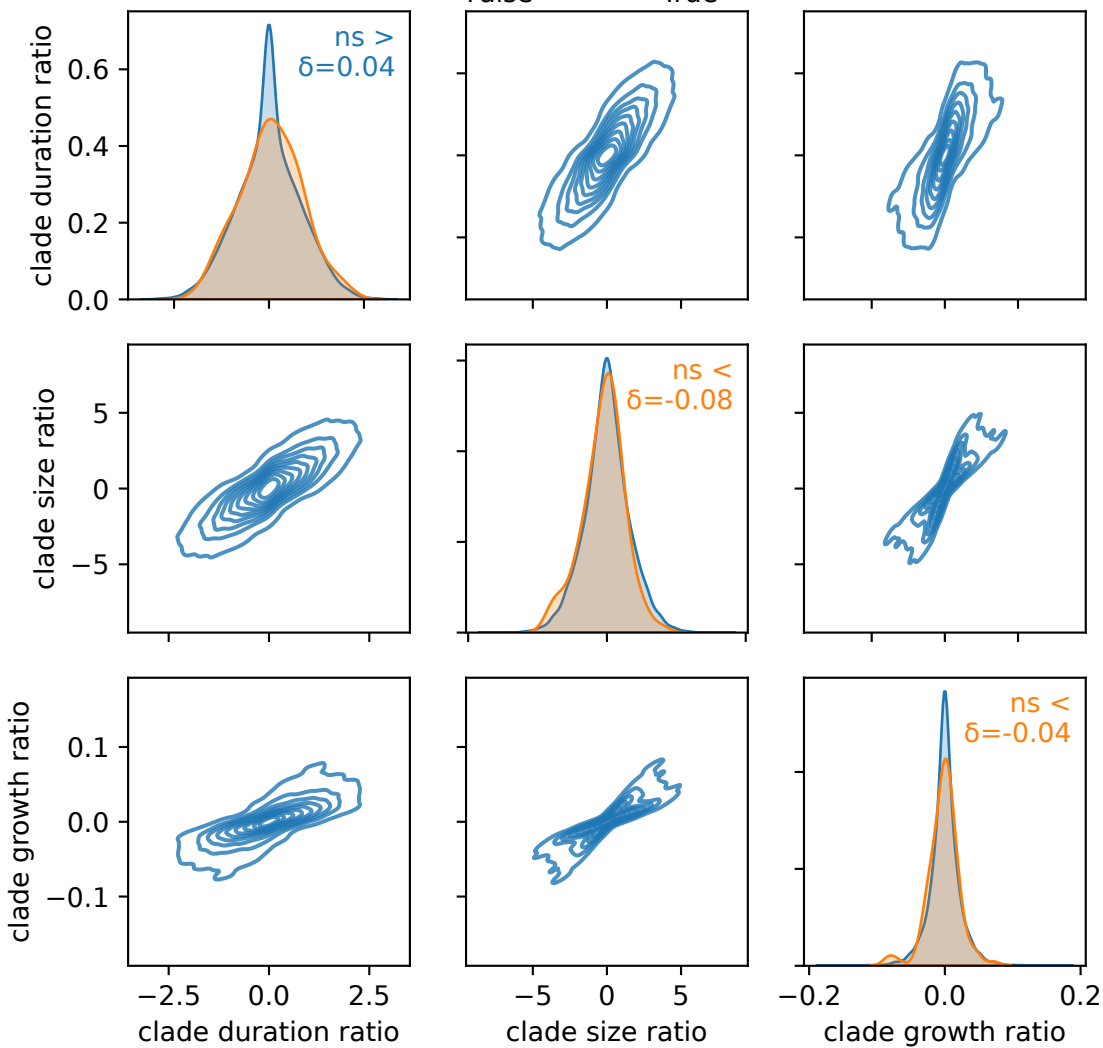 clade duration ratio
0.6
0.4
0.2
0.0
ns >
δ=0.04
clade size ratio
5
0
−5
ns <
δ=-0.08
clade growth ratio
0.1
0.0
−0.1
ns <
δ=-0.04
−2.5 0.0 2.5
clade duration ratio
−5 0 5
clade size ratio
−0.2 0.0 0.2
clade growth ratio